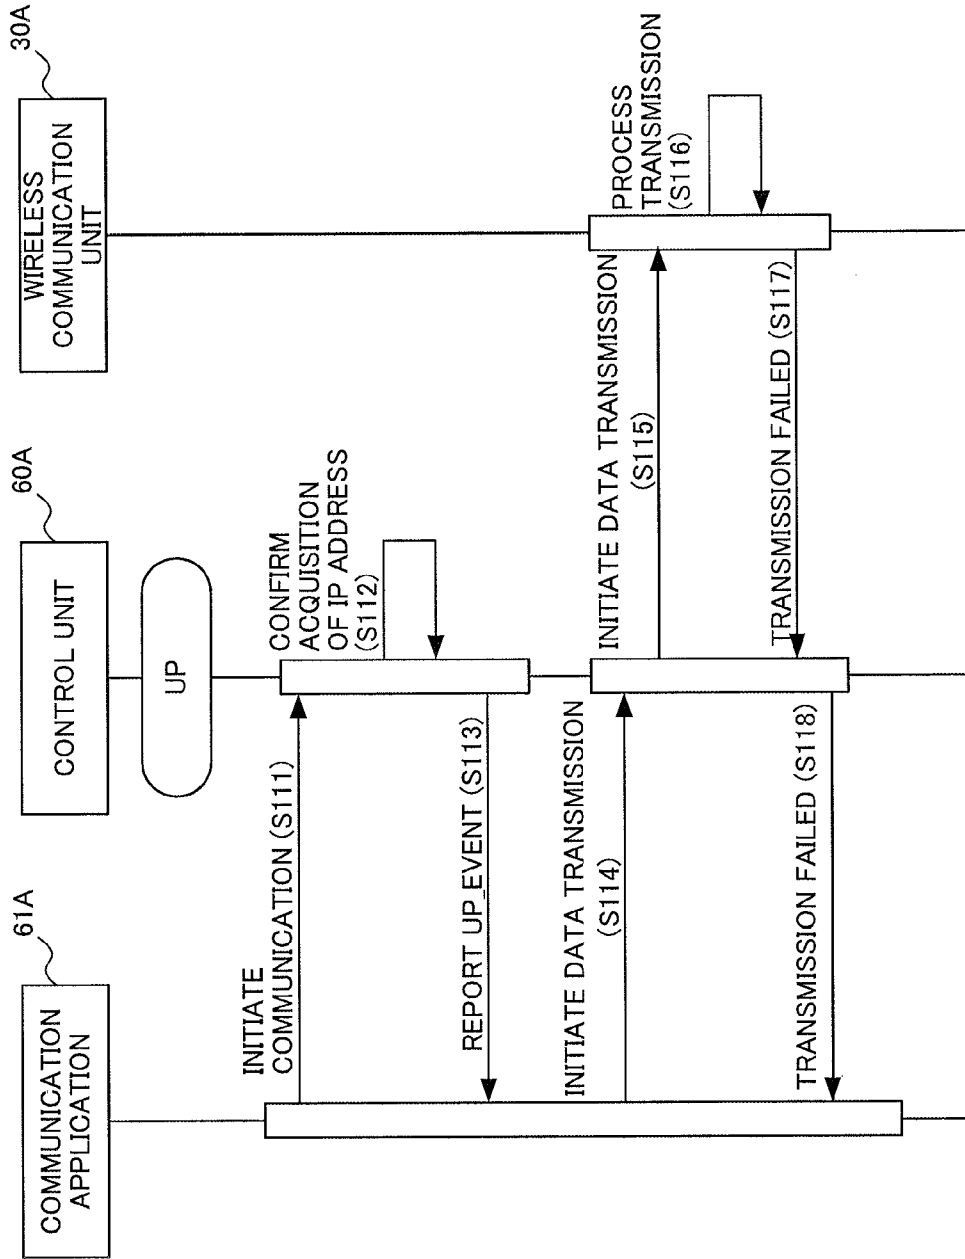 61A
COMMUNICATION
APPLICATION
60A
CONTROL UNIT
30A
WIRELESS
COMMUNICATION
UNIT
UP
INITIATE
COMMUNICATION (S111)
CONFIRM
ACQUISITION
OF IP ADDRESS
(S112)
REPORT UP_EVENT (S113)
INITIATE DATA TRANSMISSION
(S114)
INITIATE DATA TRANSMISSION
(S115)
PROCESS
TRANSMISSION
(S116)
TRANSMISSION FAILED (S117)
TRANSMISSION FAILED (S118)